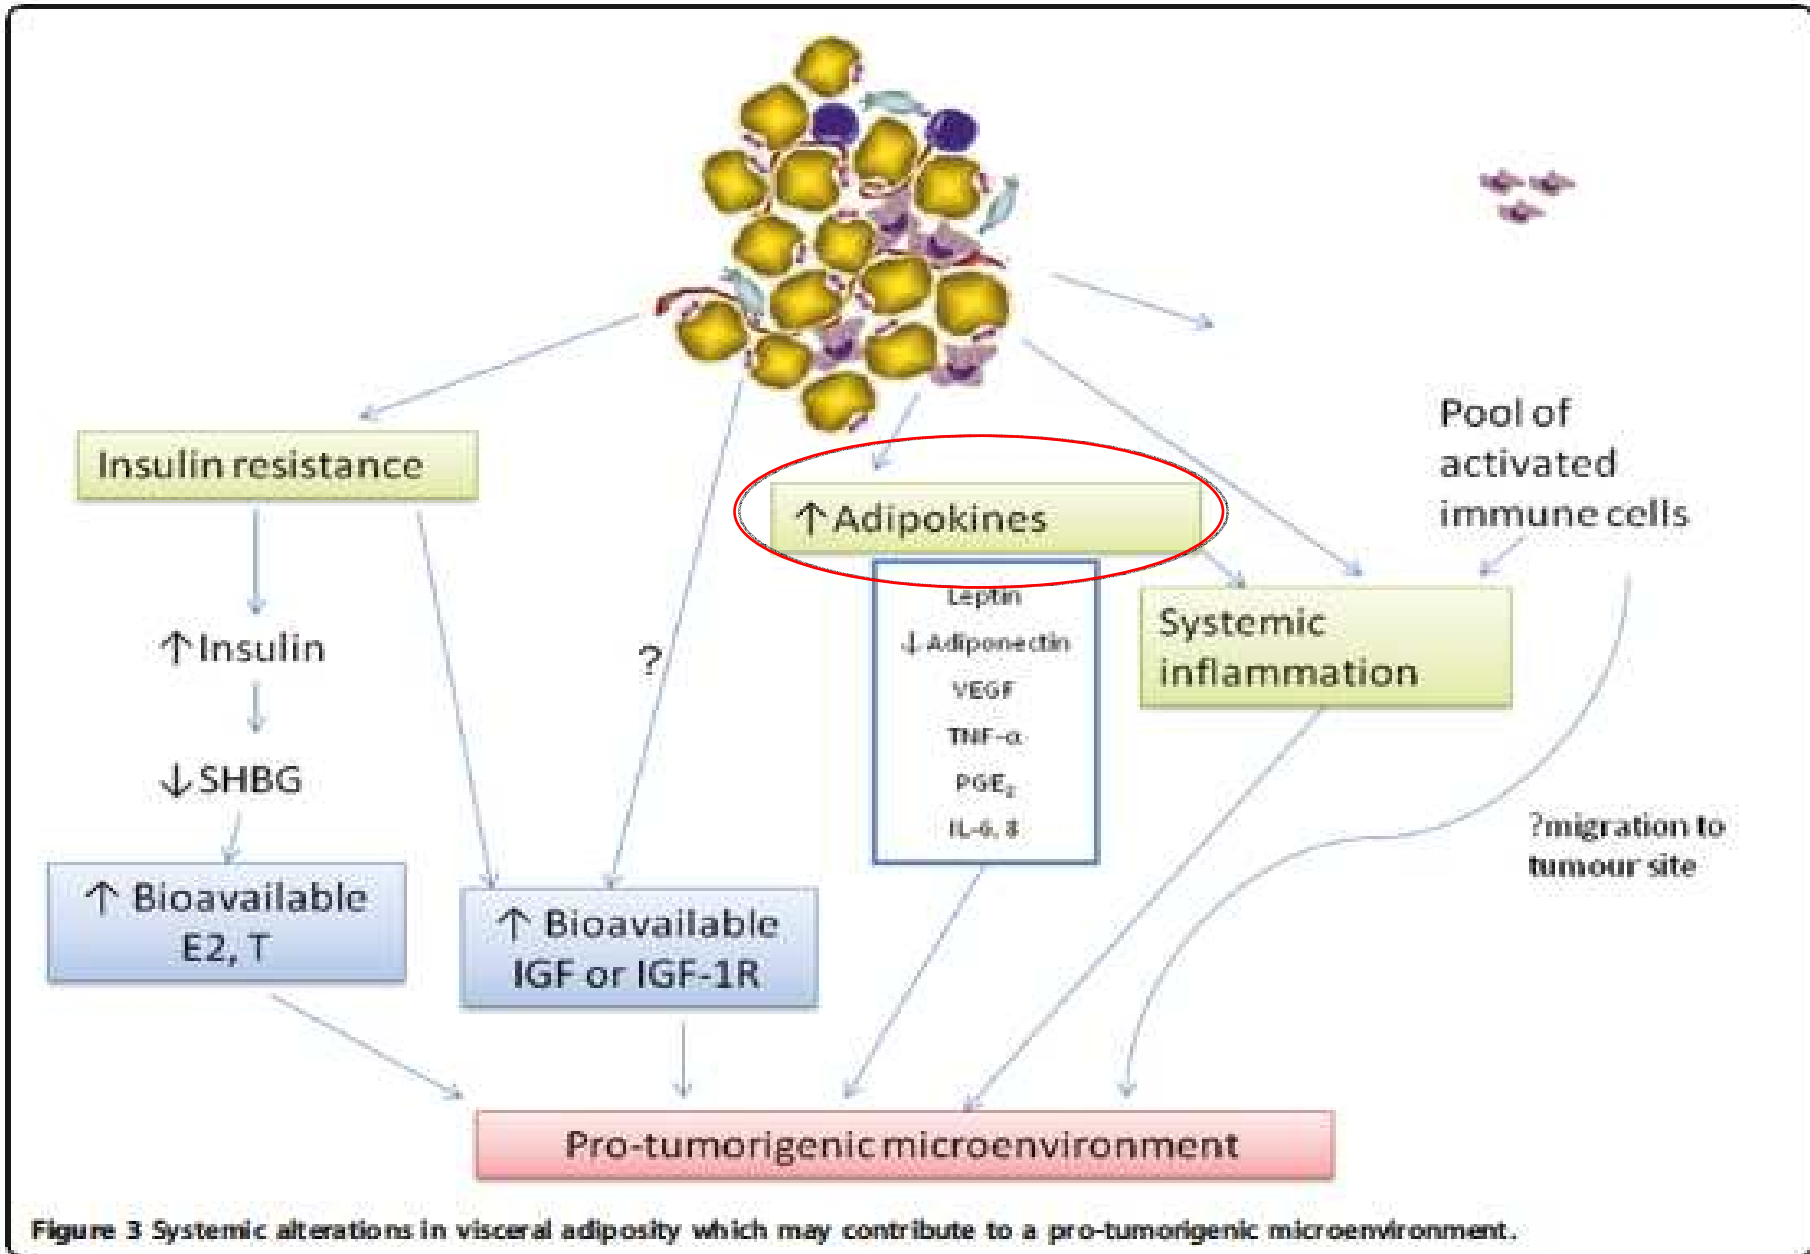 Insulin resistance
↑Insulin
↓SHBG
↑ Bioavailable
E2, T
?
↑ Bioavailable
IGF or IGF-1R
↑Adipokines
Leptin
↓Adiponectin
VEGF
TNF-α
PGE₂
IL-6, 8
Systemic
inflammation
Pool of
activated
immune cells
?migration to
tumour site
Pro-tumorigenic microenvironment
Figure 3 Systemic alterations in visceral adiposity which may contribute to a pro-tumorigenic microenvironment.